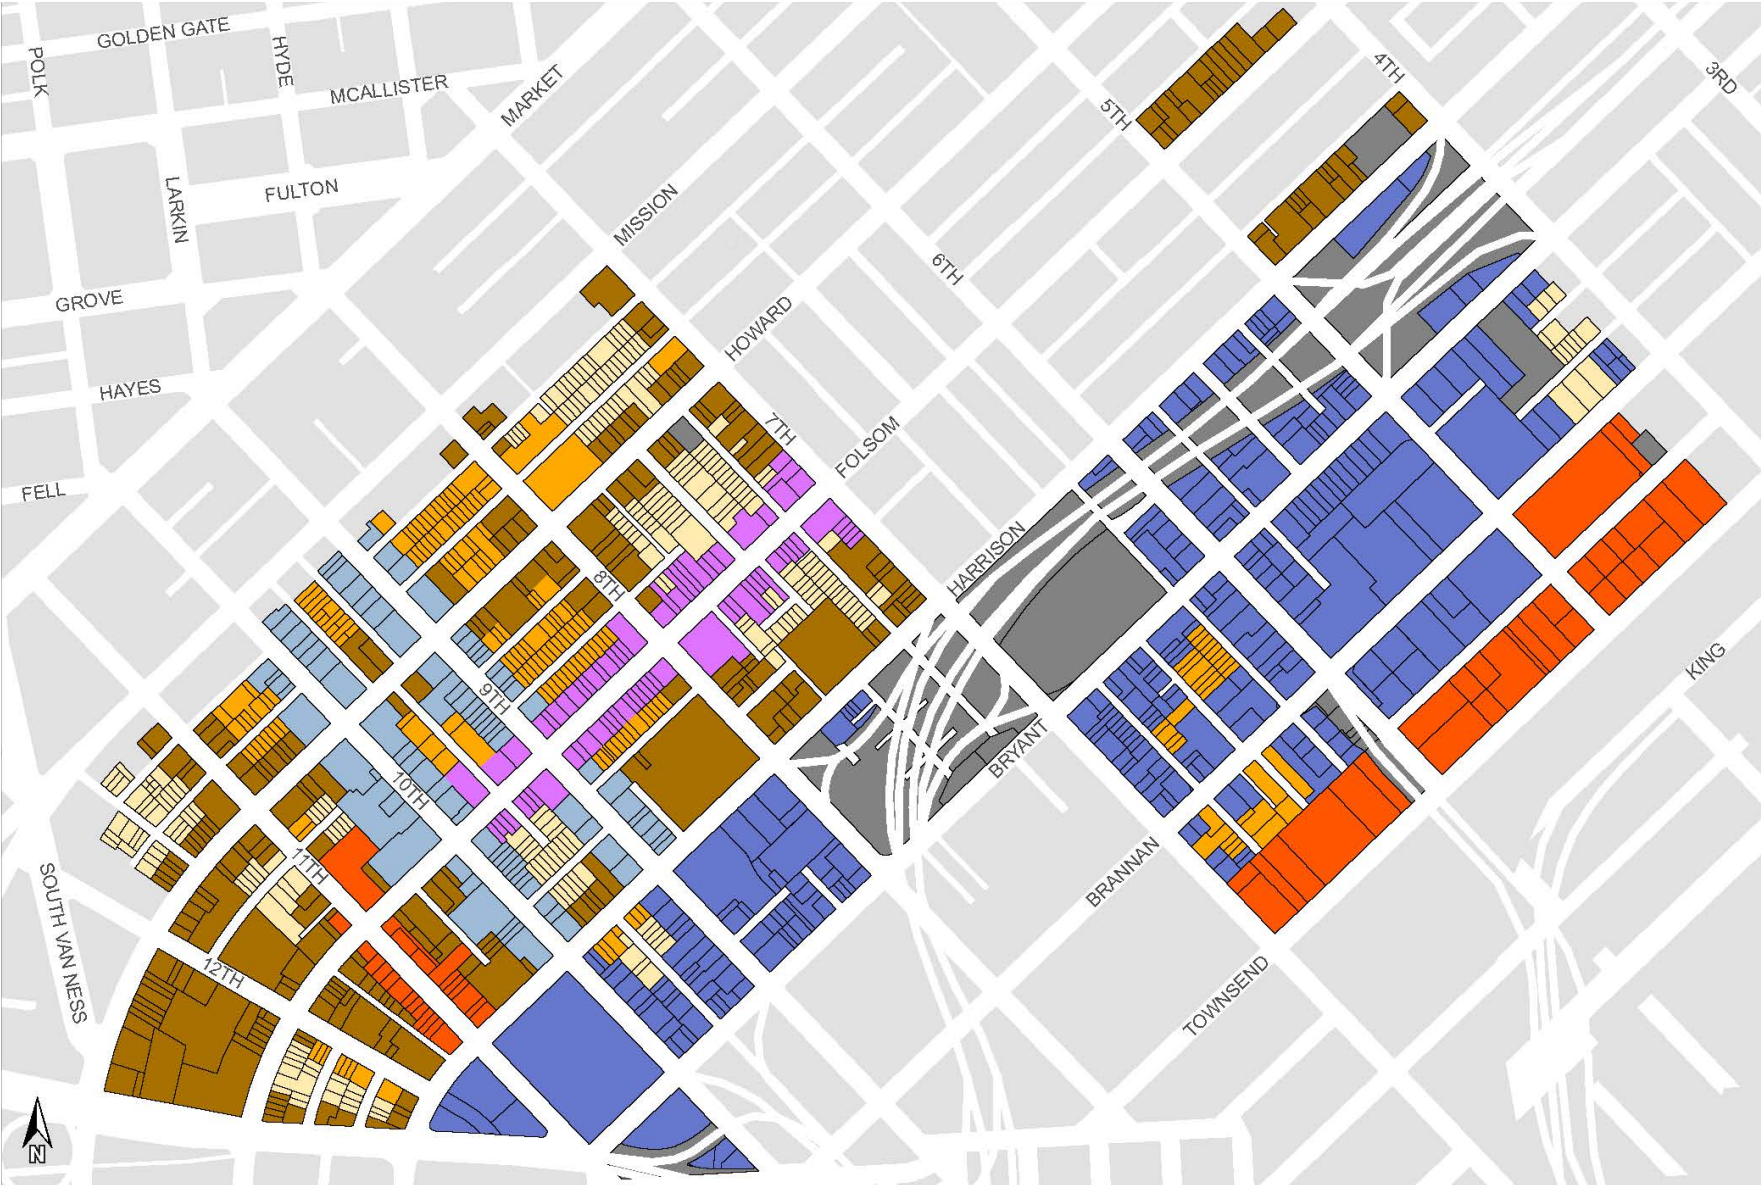 GOLDEN GATE
POLK
HYDE
MCALLISTER
MARKET
4TH
3RD
5TH
LARKIN
FULTON
MISSION
6TH
GROVE
HOWARD
HAYES
7TH
FOLSOM
FELL
HARRISON
8TH
KING
9TH
BRYANT
10TH
11TH
BRANNAN
SOUTH VAN NESS
12TH
TOWNSEND
N